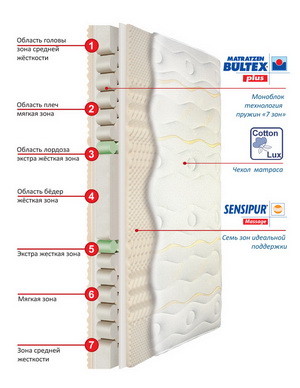 Область головы
зона средней
жёсткости
1
Область плеч
мягкая зона
2
Область лордоза
экстра жёсткая зона
3
Область бёдер
жёсткая зона
4
Экстра жесткая зона
5
Мягкая зона
6
Зона средней
жесткости
7
MATRATZEN
BULTEX
plus
Моноблок
технология
пружин «7 зон»
Cotton
Lux
Чехол матраса
SENSIPUR
Massage
Семь зон идеальной
поддержки